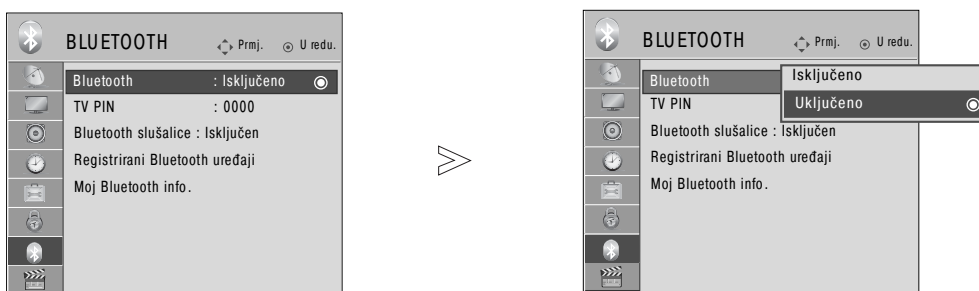 BLUETOOTH Prmj. U redu.
Bluetooth : Isključeno
TV PIN : 0000
Bluetooth slušalice : Isključen
Registrirani Bluetooth uređaji
Moj Bluetooth info.
BLUETOOTH Prmj. U redu.
Bluetooth
Isključeno
Uključeno
TV PIN
Bluetooth slušalice : Isključen
Registrirani Bluetooth uređaji
Moj Bluetooth info.